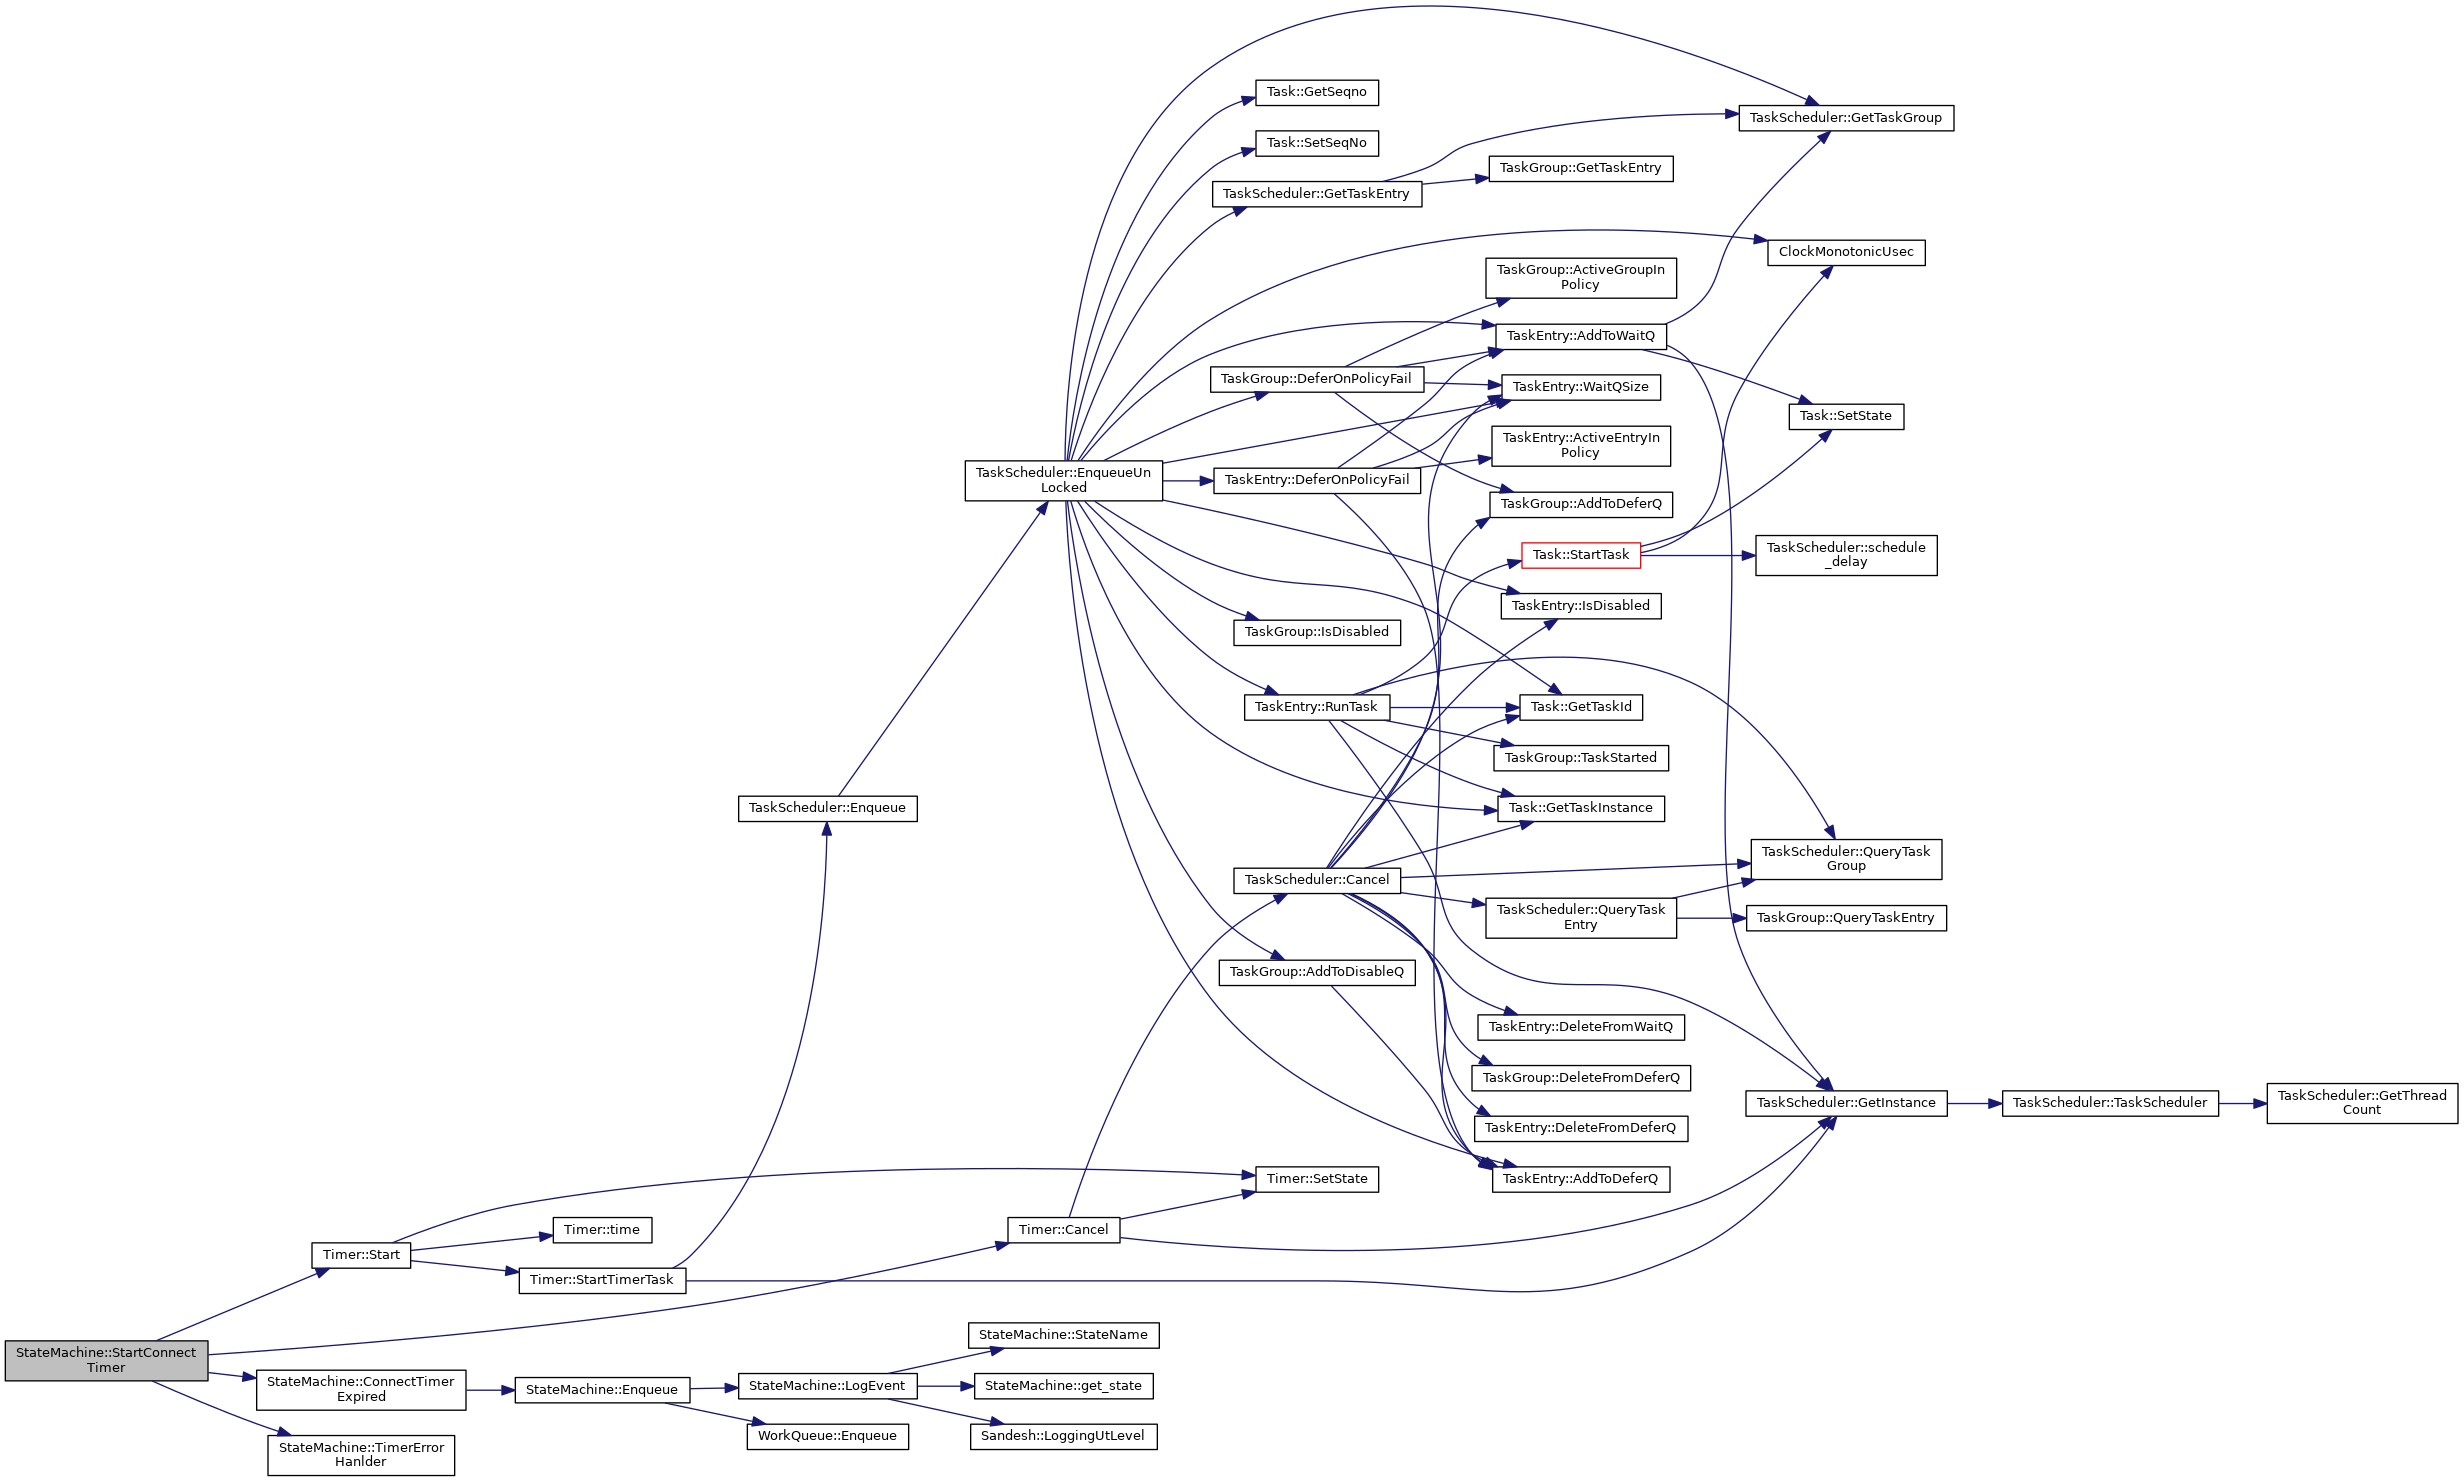 Task::GetSeqno
TaskScheduler::GetTaskGroup
Task::SetSeqNo
TaskGroup::GetTaskEntry
TaskScheduler::GetTaskEntry
ClockMonotonicUsec
TaskGroup::ActiveGroupIn
Policy
TaskEntry::AddToWaitQ
TaskGroup::DeferOnPolicyFail
TaskEntry::WaitQSize
Task::SetState
TaskEntry::ActiveEntryIn
Policy
TaskScheduler::EnqueueUn
Locked
TaskEntry::DeferOnPolicyFail
TaskGroup::AddToDeferQ
Task::StartTask
TaskScheduler::schedule
_delay
TaskEntry::IsDisabled
TaskGroup::IsDisabled
TaskEntry::RunTask
Task::GetTaskId
TaskGroup::TaskStarted
TaskScheduler::Enqueue
Task::GetTaskInstance
TaskScheduler::QueryTask
Group
TaskScheduler::Cancel
TaskScheduler::QueryTask
Entry
TaskGroup::QueryTaskEntry
TaskGroup::AddToDisableQ
TaskEntry::DeleteFromWaitQ
TaskGroup::DeleteFromDeferQ
TaskScheduler::GetInstance
TaskScheduler::TaskScheduler
TaskScheduler::GetThread
Count
TaskEntry::DeleteFromDeferQ
Timer::SetState
TaskEntry::AddToDeferQ
Timer::time
Timer::Cancel
Timer::Start
Timer::StartTimerTask
StateMachine::StateName
StateMachine::StartConnect
Timer
StateMachine::ConnectTimer
Expired
StateMachine::Enqueue
StateMachine::LogEvent
StateMachine::get_state
WorkQueue::Enqueue
Sandesh::LoggingUtLevel
StateMachine::TimerError
Hanlder